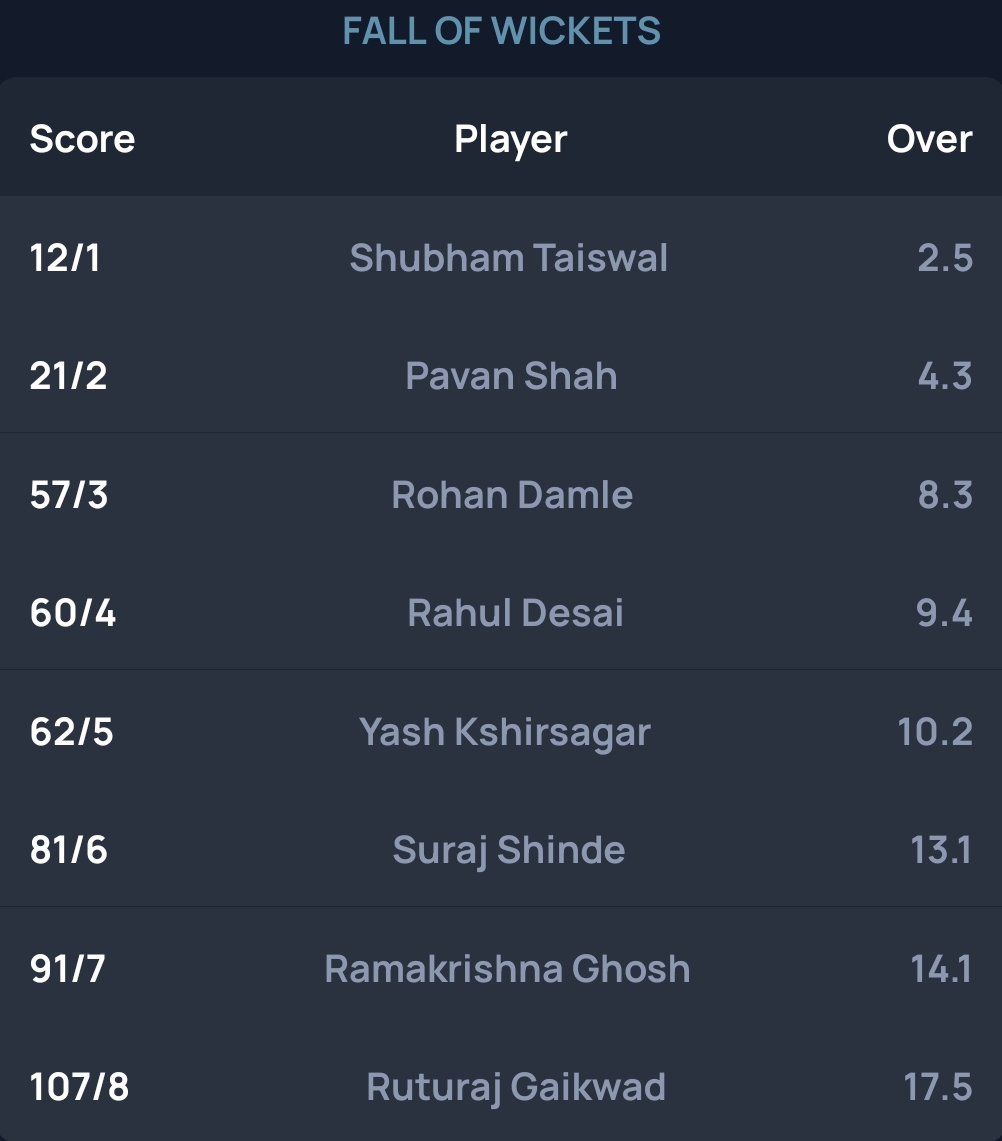 FALL OF WICKETS
Score Player Over
12/1 Shubham Taiswal 2.5
21/2 Pavan Shah 4.3
57/3 Rohan Damle 8.3
60/4 Rahul Desai 9.4
62/5 Yash Kshirsagar 10.2
81/6 Suraj Shinde 13.1
91/7 Ramakrishna Ghosh 14.1
107/8 Ruturaj Gaikwad 17.5